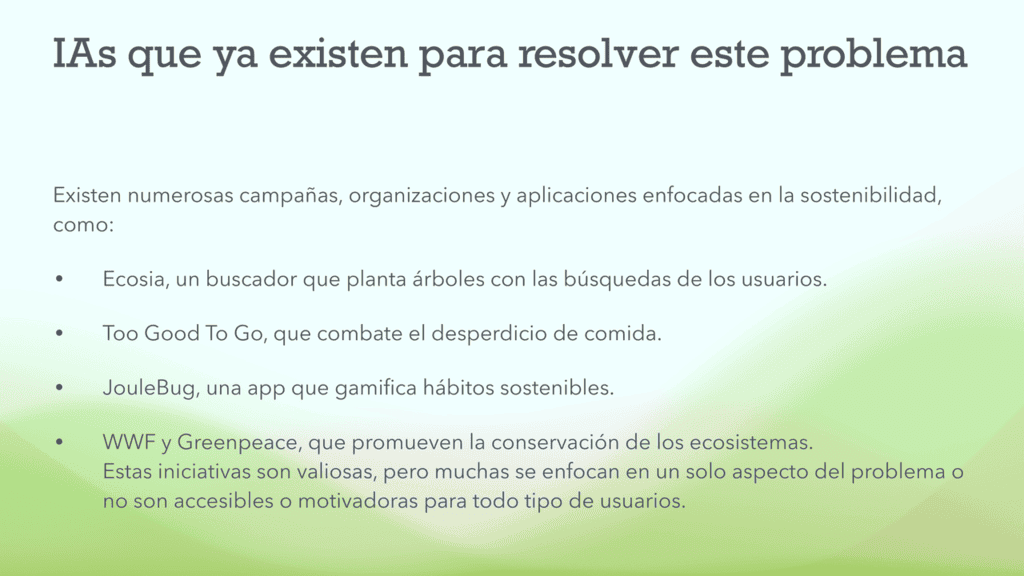 IAs que ya existen para resolver este problema
Existen numerosas campañas, organizaciones y aplicaciones enfocadas en la sostenibilidad,
como:
• Ecosia, un buscador que planta árboles con las búsquedas de los usuarios.
• Too Good To Go, que combate el desperdicio de comida.
• JouleBug, una app que gamifica hábitos sostenibles.
• WWF y Greenpeace, que promueven la conservación de los ecosistemas.
Estas iniciativas son valiosas, pero muchas se enfocan en un solo aspecto del problema o
no son accesibles o motivadoras para todo tipo de usuarios.